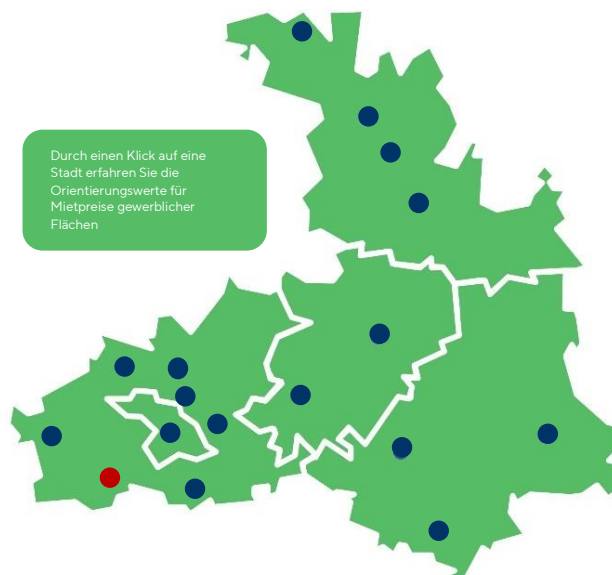 Durch einen Klick auf eine
Stadt erfahren Sie die
Orientierungswerte für
Mietpreise gewerblicher
Flächen